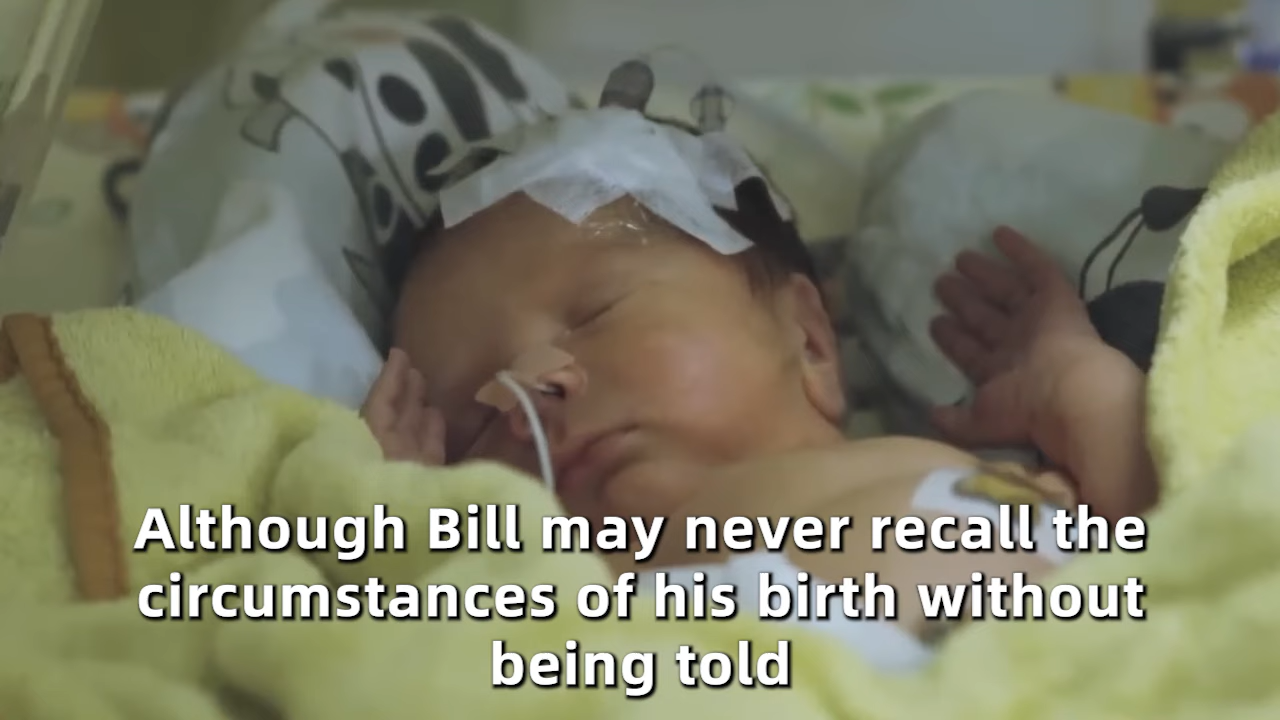 Although Bill may never recall the
circumstances of his birth without
being told